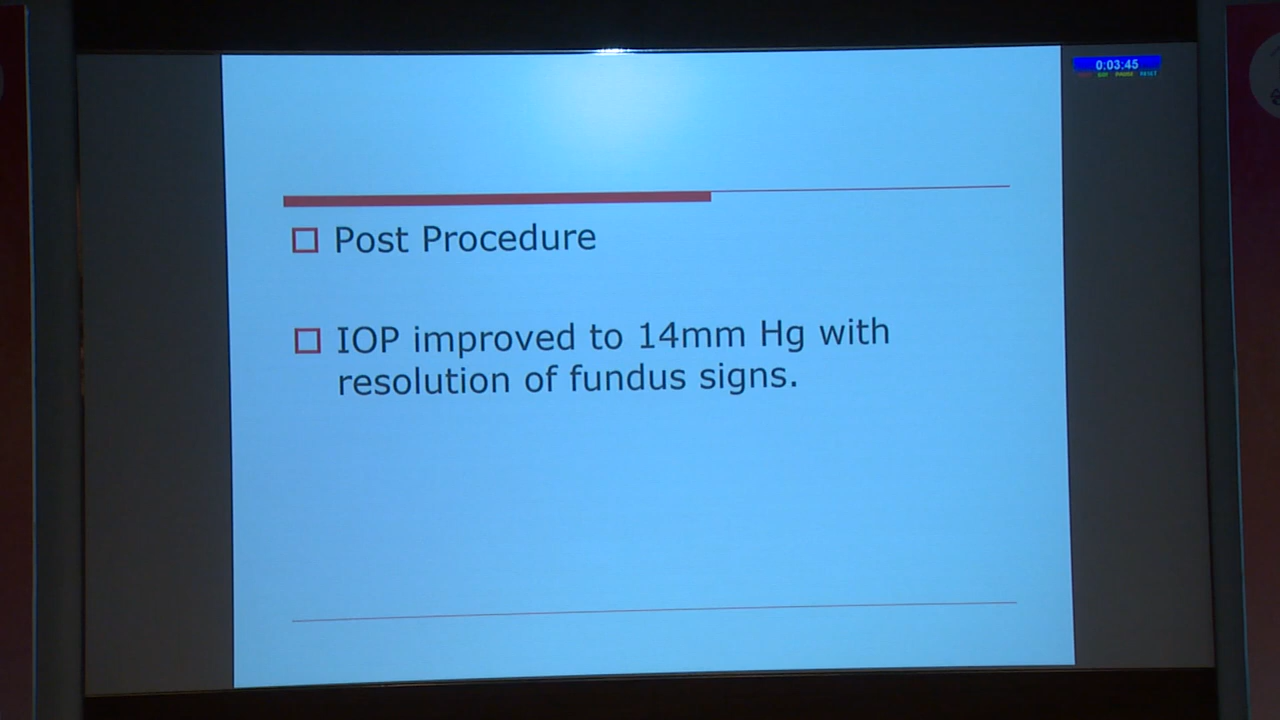 0:03:45
Post Procedure
IOP improved to 14mm Hg with
resolution of fundus signs.